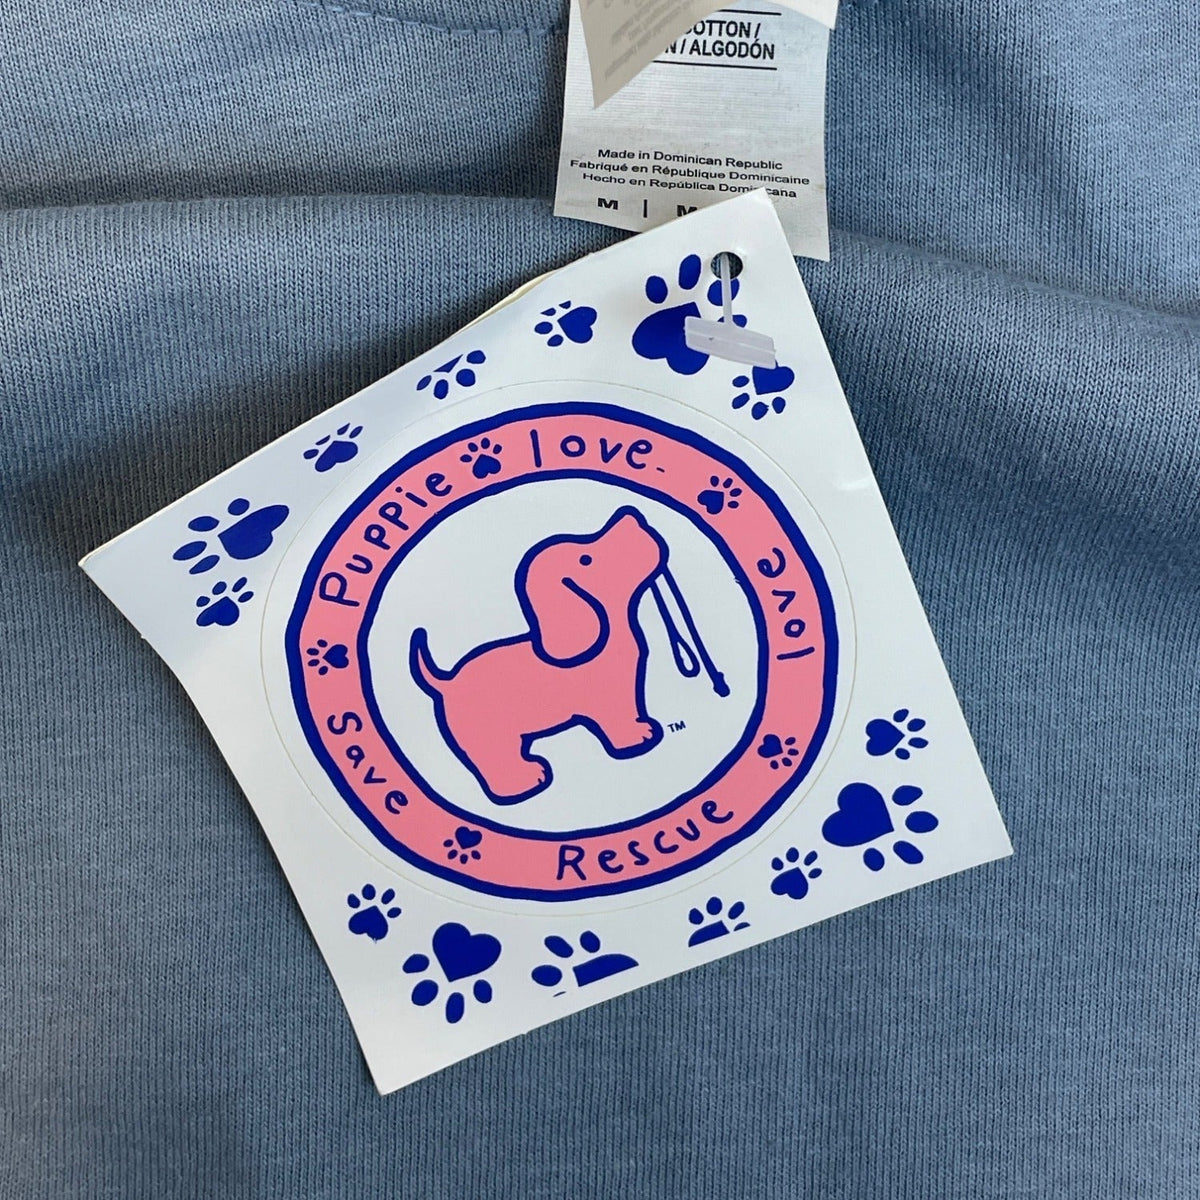 COTTON /
N / ALGODÓN
Made in Dominican Republic
Fabriqué en République Dominicaine
Hecho en República Dominicana
M | M
Puppie love.
love
Rescue
Save
TM